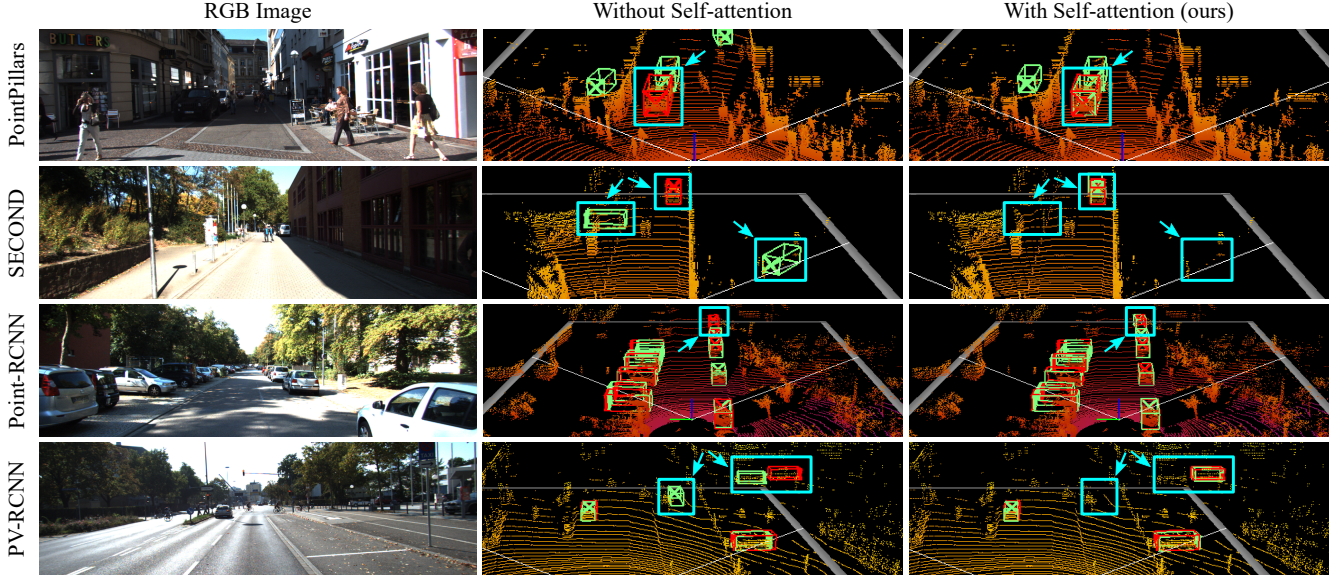 RGB Image
Without Self-attention
With Self-attention (ours)
PointPillars
BUTLERS
SECOND
Point-RCNN
PV-RCNN